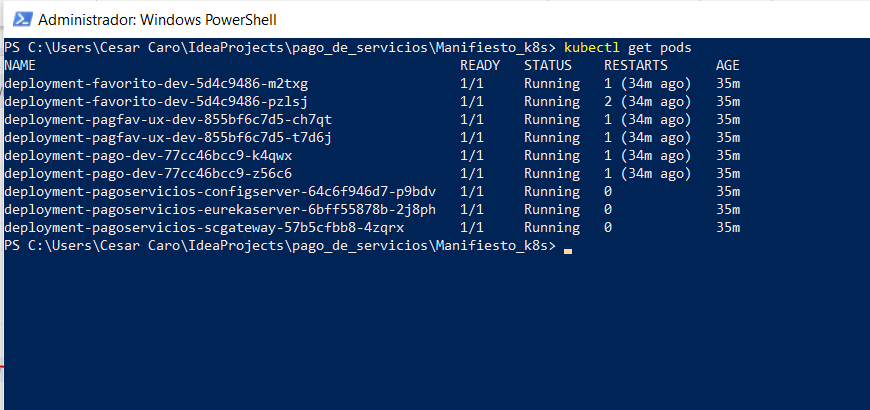 Administrador: Windows PowerShell
PS C:\Users\Cesar Caro\IdeaProjects\pago_de_servicios\Manifiesto_k8s> kubectl get pods
NAME READY STATUS RESTARTS AGE
deployment-favorito-dev-5d4c9486-m2txg 1/1 Running 1 (34m ago) 35m
deployment-favorito-dev-5d4c9486-pzlsj 1/1 Running 2 (34m ago) 35m
deployment-pagfav-ux-dev-855bf6c7d5-ch7qt 1/1 Running 1 (34m ago) 35m
deployment-pagfav-ux-dev-855bf6c7d5-t7d6j 1/1 Running 1 (34m ago) 35m
deployment-pago-dev-77cc46bcc9-k4qwx 1/1 Running 1 (34m ago) 35m
deployment-pago-dev-77cc46bcc9-z56c6 1/1 Running 1 (34m ago) 35m
deployment-pagoservicios-configserver-64c6f946d7-p9bdv 1/1 Running 0 35m
deployment-pagoservicios-eurekaserver-6bff55878b-2j8ph 1/1 Running 0 35m
deployment-pagoservicios-scgateway-57b5cfbb8-4zqrx 1/1 Running 0 35m
PS C:\Users\Cesar Caro\IdeaProjects\pago_de_servicios\Manifiesto_k8s>